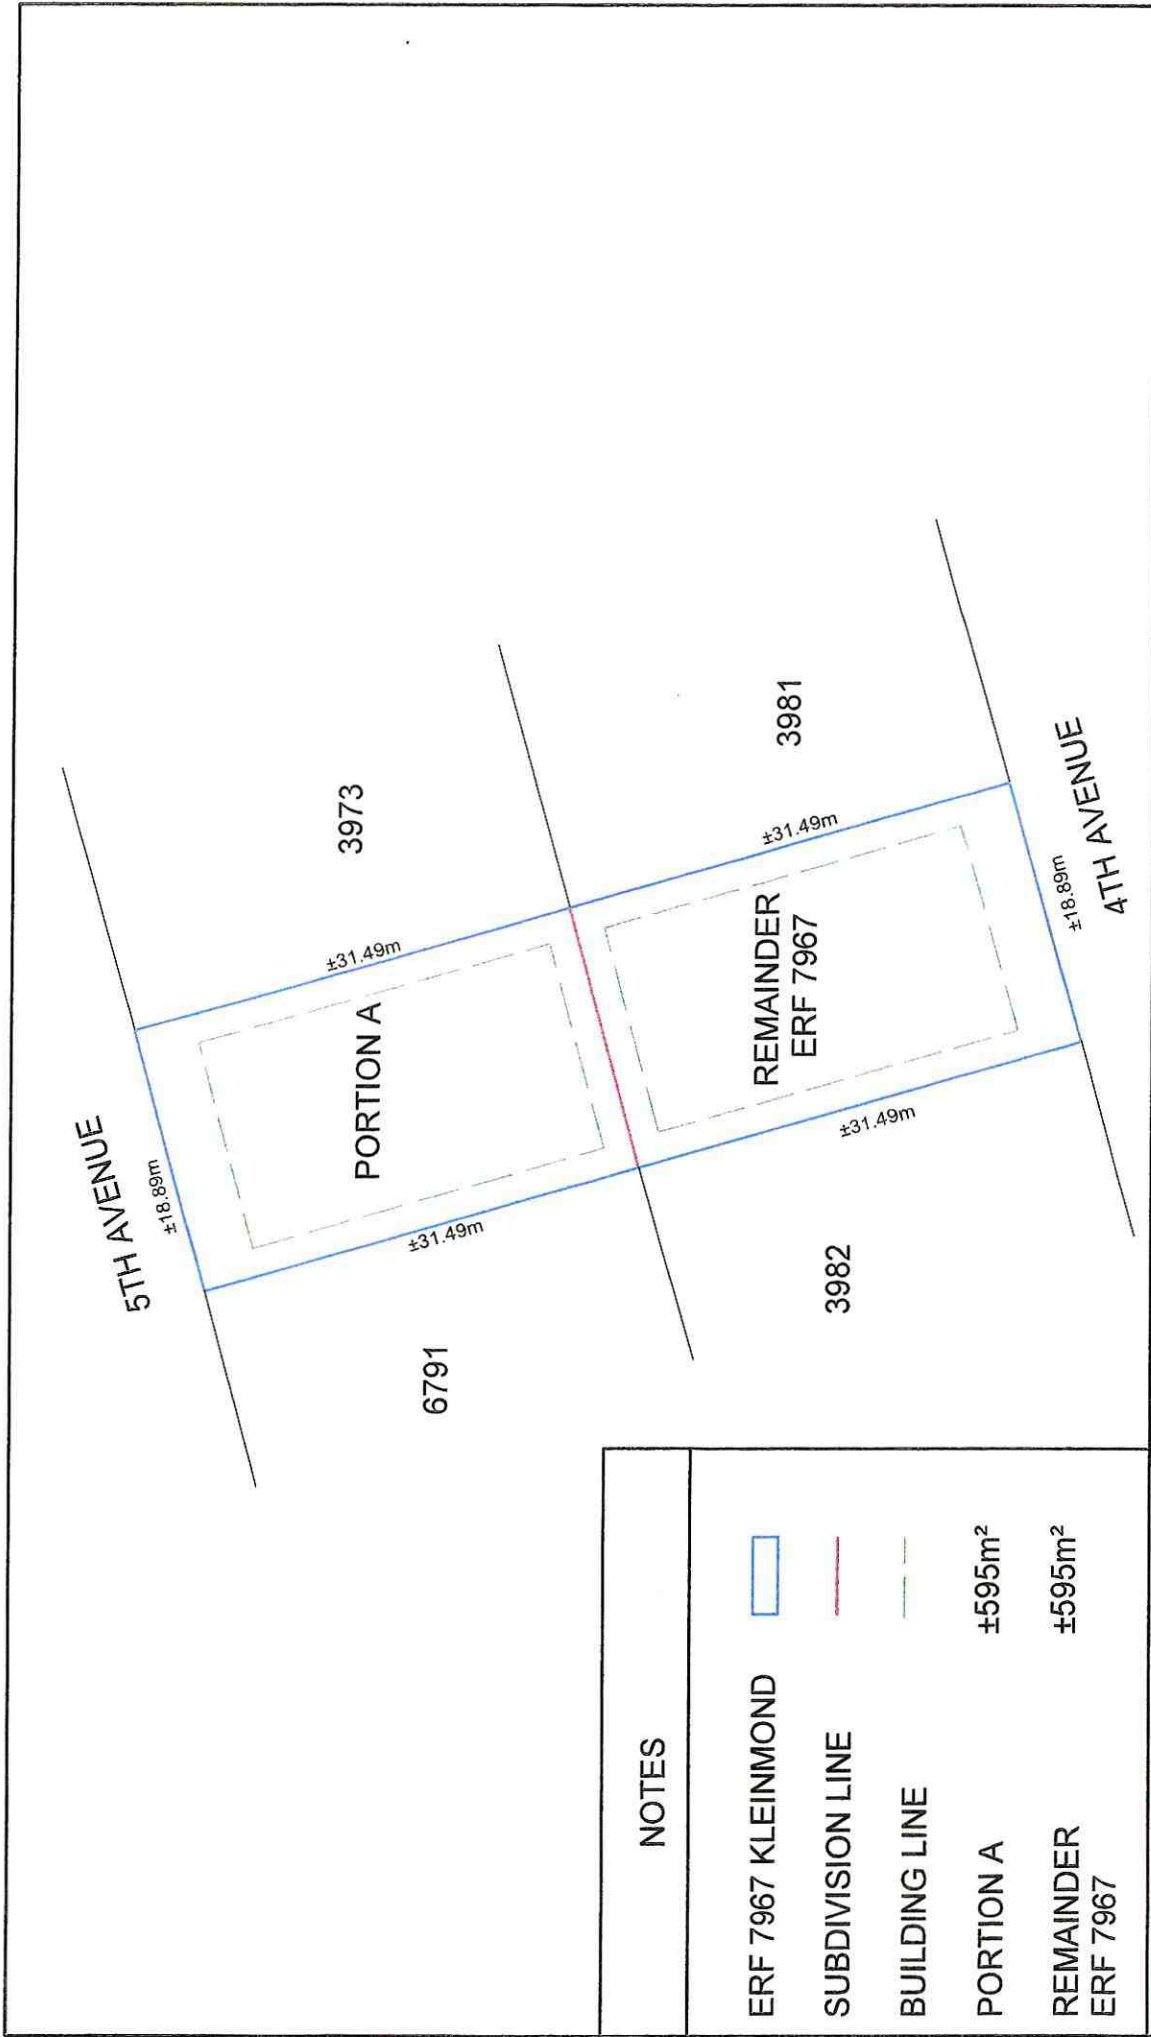 5TH AVENUE
±18.89m
3973
±31.49m
PORTION A
±31.49m
6791
3981
±31.49m
REMAINDER
ERF 7967
±31.49m
3982
±18.89m
4TH AVENUE
NOTES
ERF 7967 KLEINMOND
SUBDIVISION LINE
BUILDING LINE
PORTION A ±595m²
REMAINDER ±595m²
ERF 7967